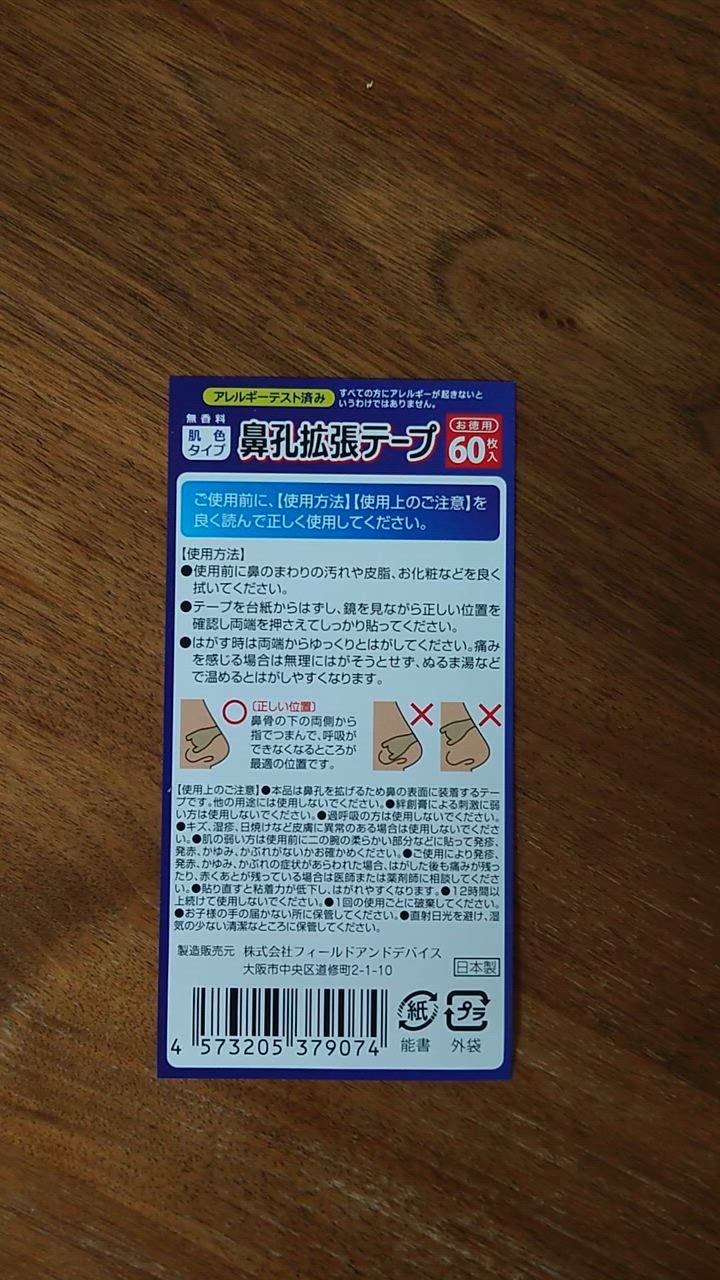 アレルギーテスト済み
すべての方にアレルギーが起きないと
いうわけではありません。
無香料
肌色
タイプ
鼻孔拡張テープ
お徳用
60枚入
ご使用前に、【使用方法】【使用上のご注意】を
良く読んで正しく使用してください。
【使用方法】
●使用前に鼻のまわりの汚れや皮脂、お化粧などを良く
拭いてください。
●テープを台紙からはずし、鏡を見ながら正しい位置を
確認し両端を押さえてしっかり貼ってください。
●はがす時は両端からゆっくりとはがしてください。痛み
を感じる場合は無理にはがそうとせず、ぬるま湯など
で温めるとはがしやすくなります。
〔正しい位置〕
鼻骨の下の両側から
指でつまんで、呼吸が
できなくなるところが
最適の位置です。
【使用上のご注意】●本品は鼻孔を拡げるため鼻の表面に装着するテー
プです。他の用途には使用しないでください。●絆創膏による刺激に弱
い方は使用しないでください。●過呼吸の方は使用しないでください。
●キズ、湿疹、日焼けなど皮膚に異常のある場合は使用しないでくださ
い。●肌の弱い方は使用前に二の腕の柔らかい部分などに貼って発疹、
発赤、かゆみ、かぶれがないかお確かめください。●ご使用により発疹、
発赤、かゆみ、かぶれの症状があらわれた場合、はがした後も痛みが残っ
たり、赤くあとが残っている場合は医師または薬剤師に相談してくださ
い。●貼り直すと粘着力が低下し、はがれやすくなります。●12時間以
上続けて使用しないでください。●1回の使用ごとに破棄してください。
●お子様の手の届かない所に保管してください。●直射日光を避け、湿
気の少ない清潔なところに保管してください。
製造販売元 株式会社フィールドアンドデバイス
大阪市中央区道修町2-1-10
日本製
4 573205 379074
紙
能書
プラ
外袋